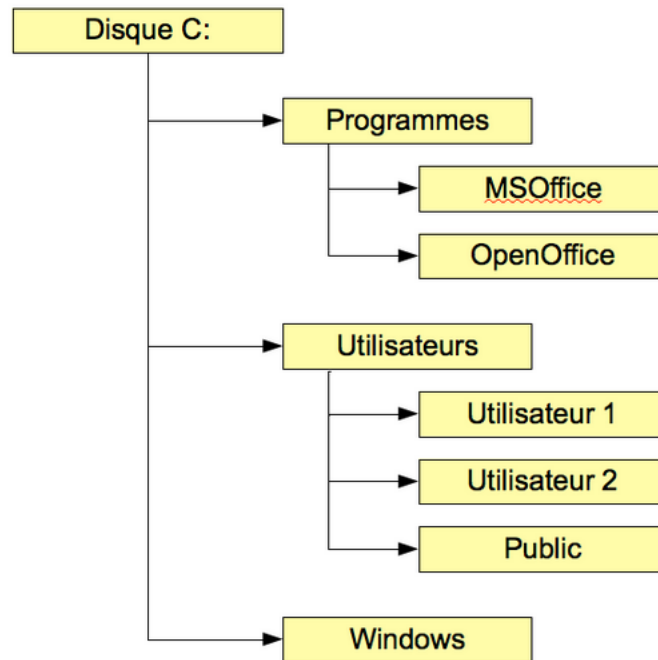 Disque C:
Programmes
MSOffice
OpenOffice
Utilisateurs
Utilisateur 1
Utilisateur 2
Public
Windows